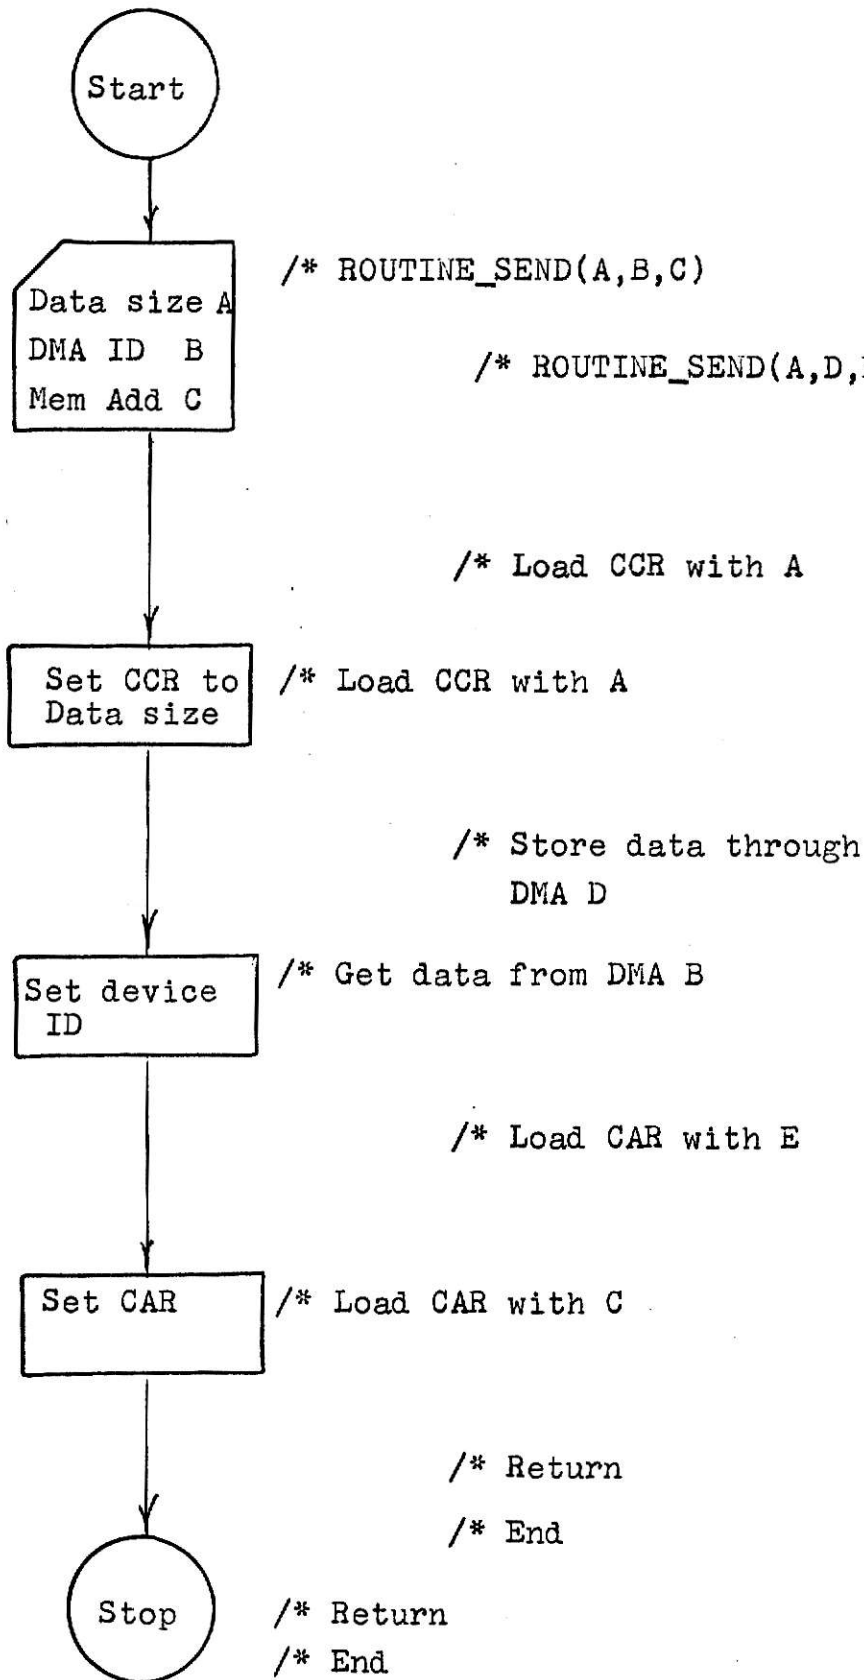 Start
/* ROUTINE_SEND(A,B,C)
Data size A
DMA ID B
Mem Add C
/* ROUTINE_SEND(A,D,
/* Load CCR with A
Set CCR to
Data size
/* Load CCR with A
/* Store data through
DMA D
Set device
ID
/* Get data from DMA B
/* Load CAR with E
Set CAR
/* Load CAR with C
/* Return
/* End
Stop
/* Return
/* End